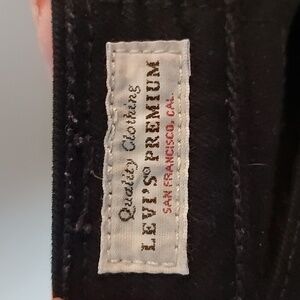 Quality Clothing
LEVI'S® PREMIUM
SAN FRANCISCO, CAL.